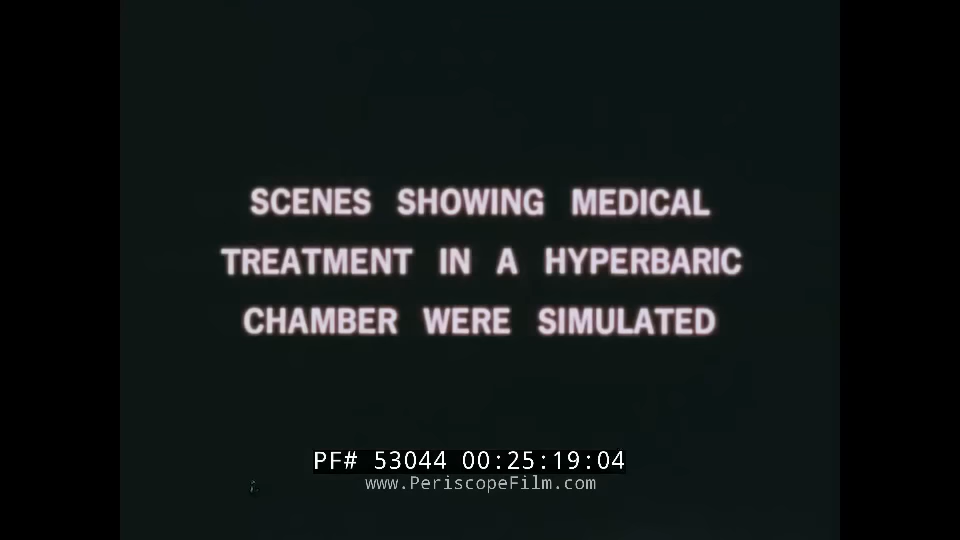 SCENES SHOWING MEDICAL
TREATMENT IN A HYPERBARIC
CHAMBER WERE SIMULATED
PF# 53044 00:25:19:04
www.PeriscopeFilm.com